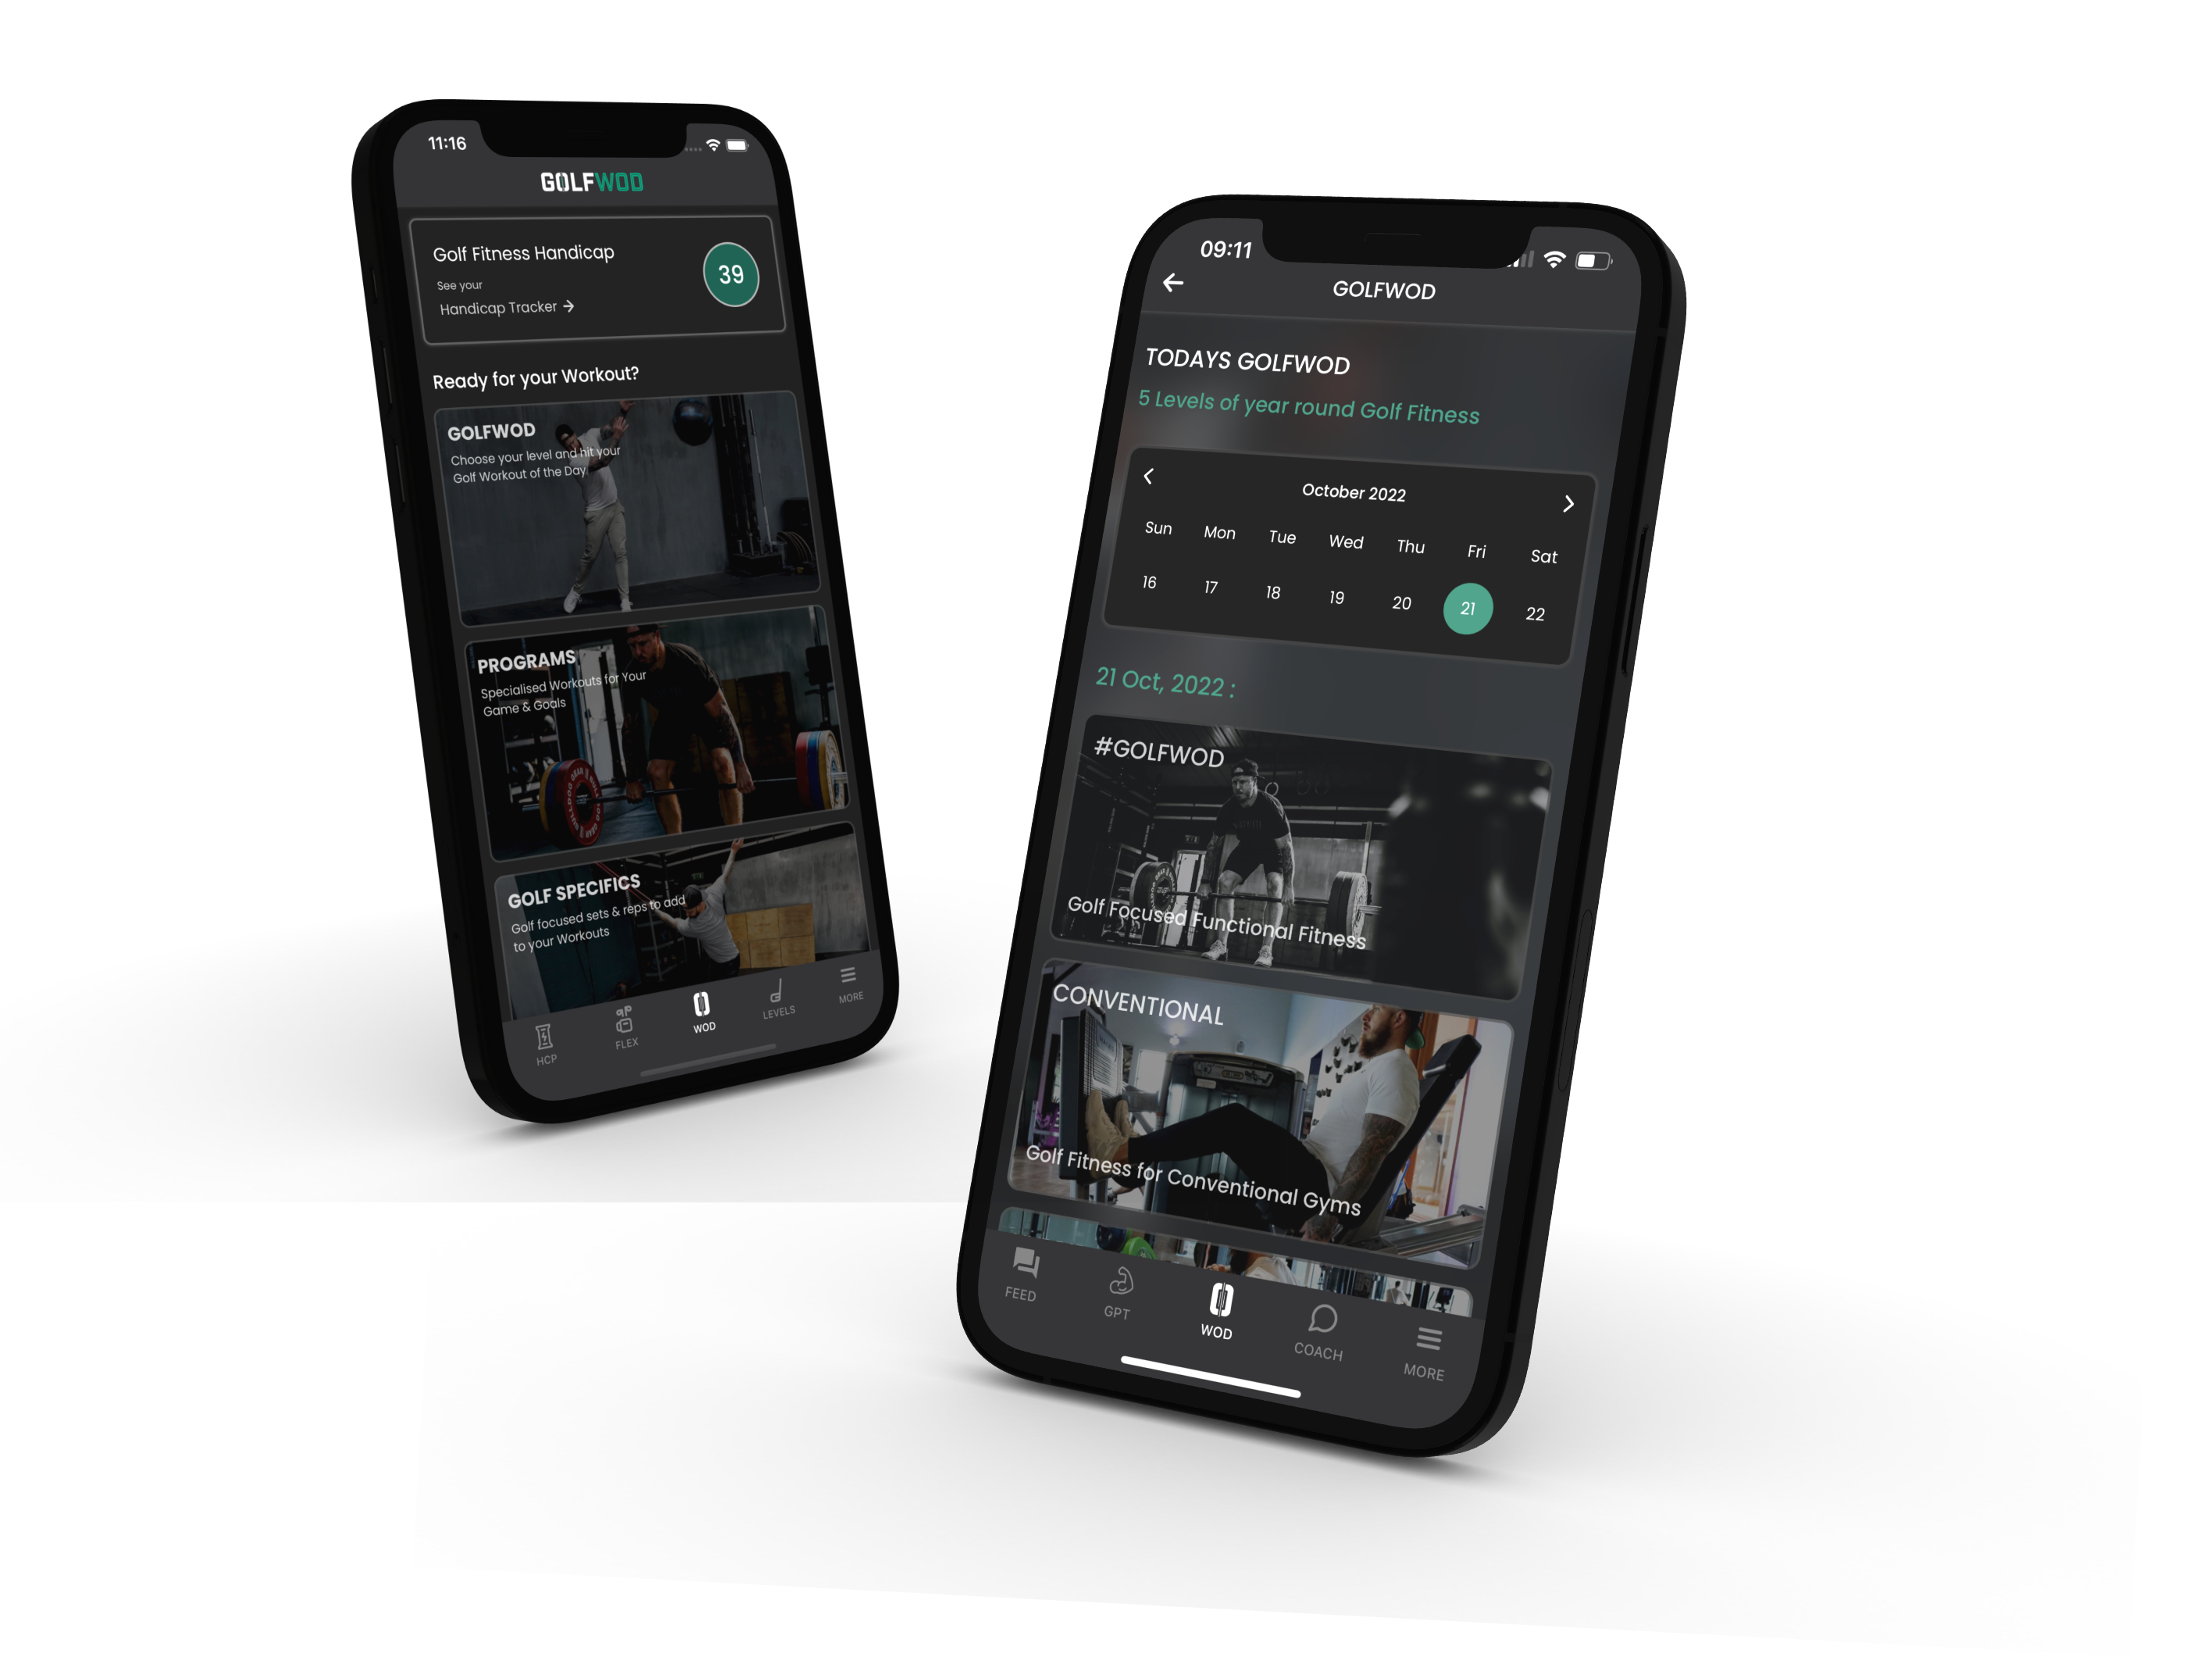 11:16
GOLFWOD
Golf Fitness Handicap
39
See your
Handicap Tracker →
Ready for your Workout?
GOLFWOD
Choose your level and hit your
Golf Workout of the Day
PROGRAMS
Specialised Workouts for Your
Game & Goals
GOLF SPECIFICS
Golf focused sets & reps to add
to your Workouts
HCP
FLEX
WOD
LEVELS
MORE
09:11
GOLFWOD
TODAYS GOLFWOD
5 Levels of year round Golf Fitness
October 2022
Sun Mon Tue Wed Thu Fri Sat
16 17 18 19 20 21 22
21 Oct, 2022 :
#GOLFWOD
Golf Focused Functional Fitness
CONVENTIONAL
Golf Fitness for Conventional Gyms
FEED
GPT
WOD
COACH
MORE